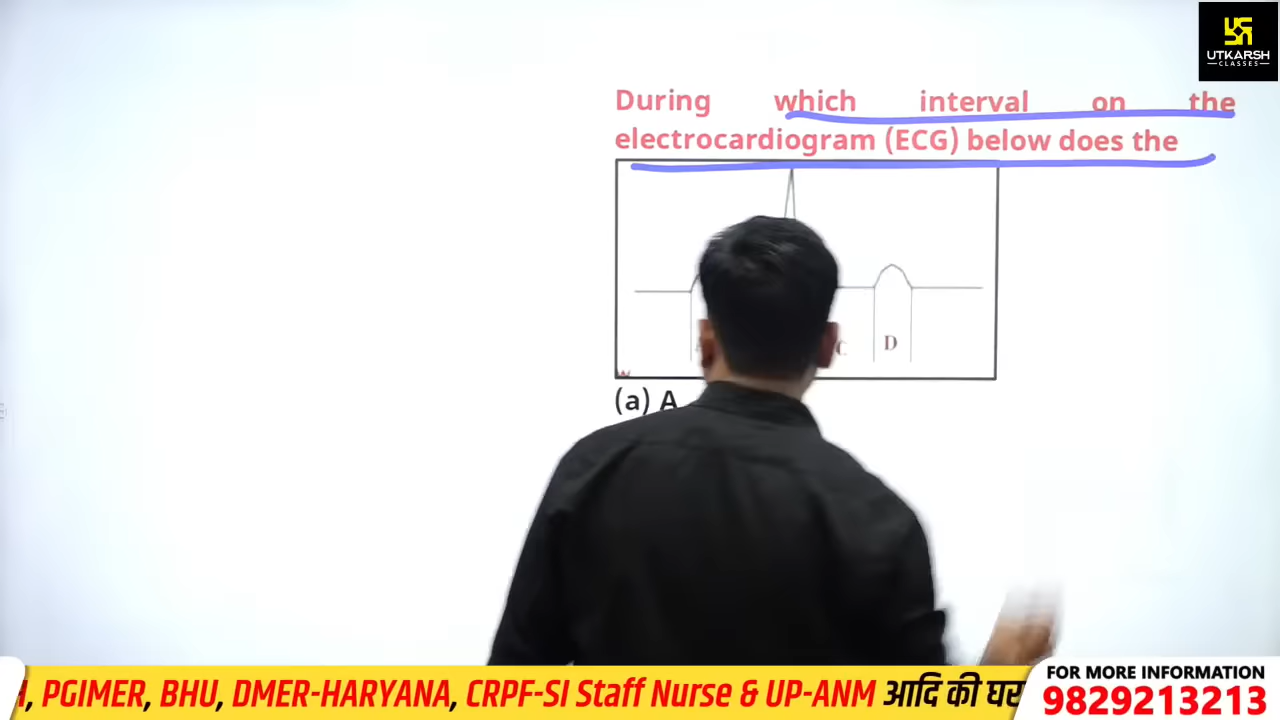 UTKARSH
CLASSES
During which interval on the
electrocardiogram (ECG) below does the
C D
(a) A
, PGIMER, BHU, DMER-HARYANA, CRPF-SI Staff Nurse & UP-ANM आदि की
FOR MORE INFORMATION
9829213213